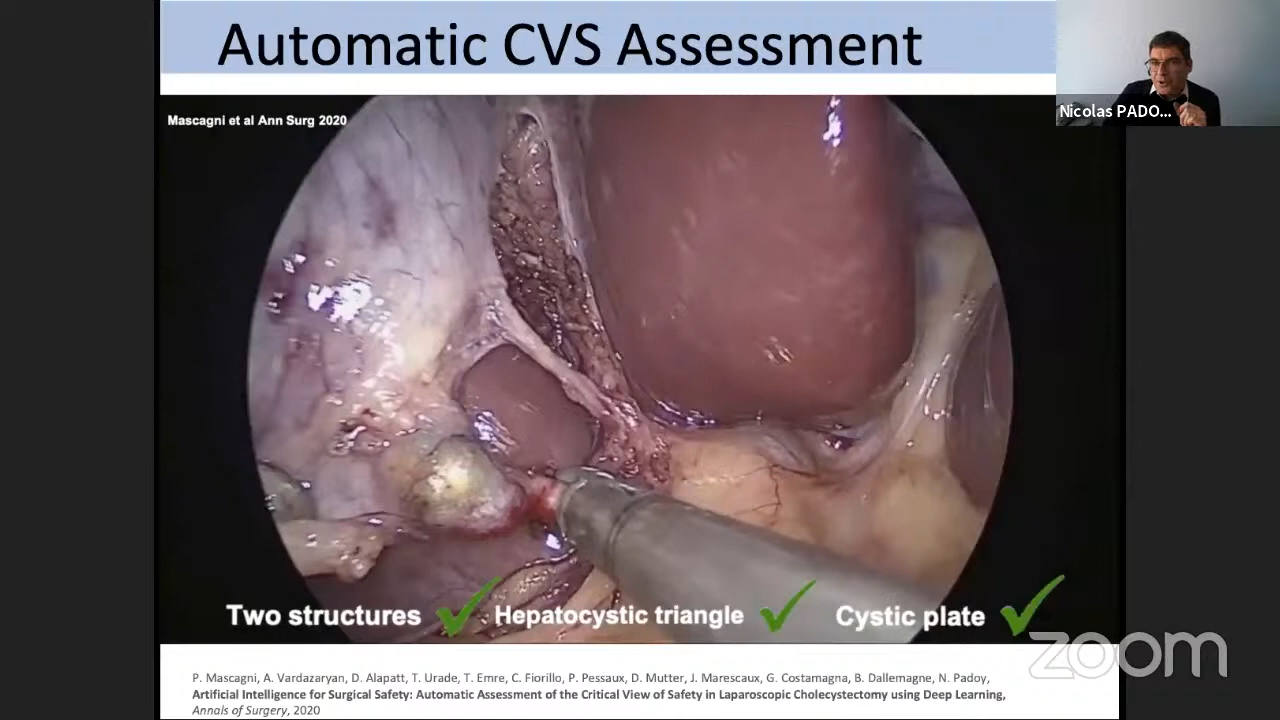 Automatic CVS Assessment
Nicolas PADO...
Mascagni et al Ann Surg 2020
Two structures Hepatocystic triangle Cystic plate
zoom
P. Mascagni, A. Vardazaryan, D. Alapatt, T. Urade, T. Emre, C. Fiorillo, P. Pessaux, D. Mutter, J. Marescaux, G. Costamagna, B. Dallemagne, N. Padoy,
Artificial Intelligence for Surgical Safety: Automatic Assessment of the Critical View of Safety in Laparoscopic Cholecystectomy using Deep Learning,
Annals of Surgery, 2020